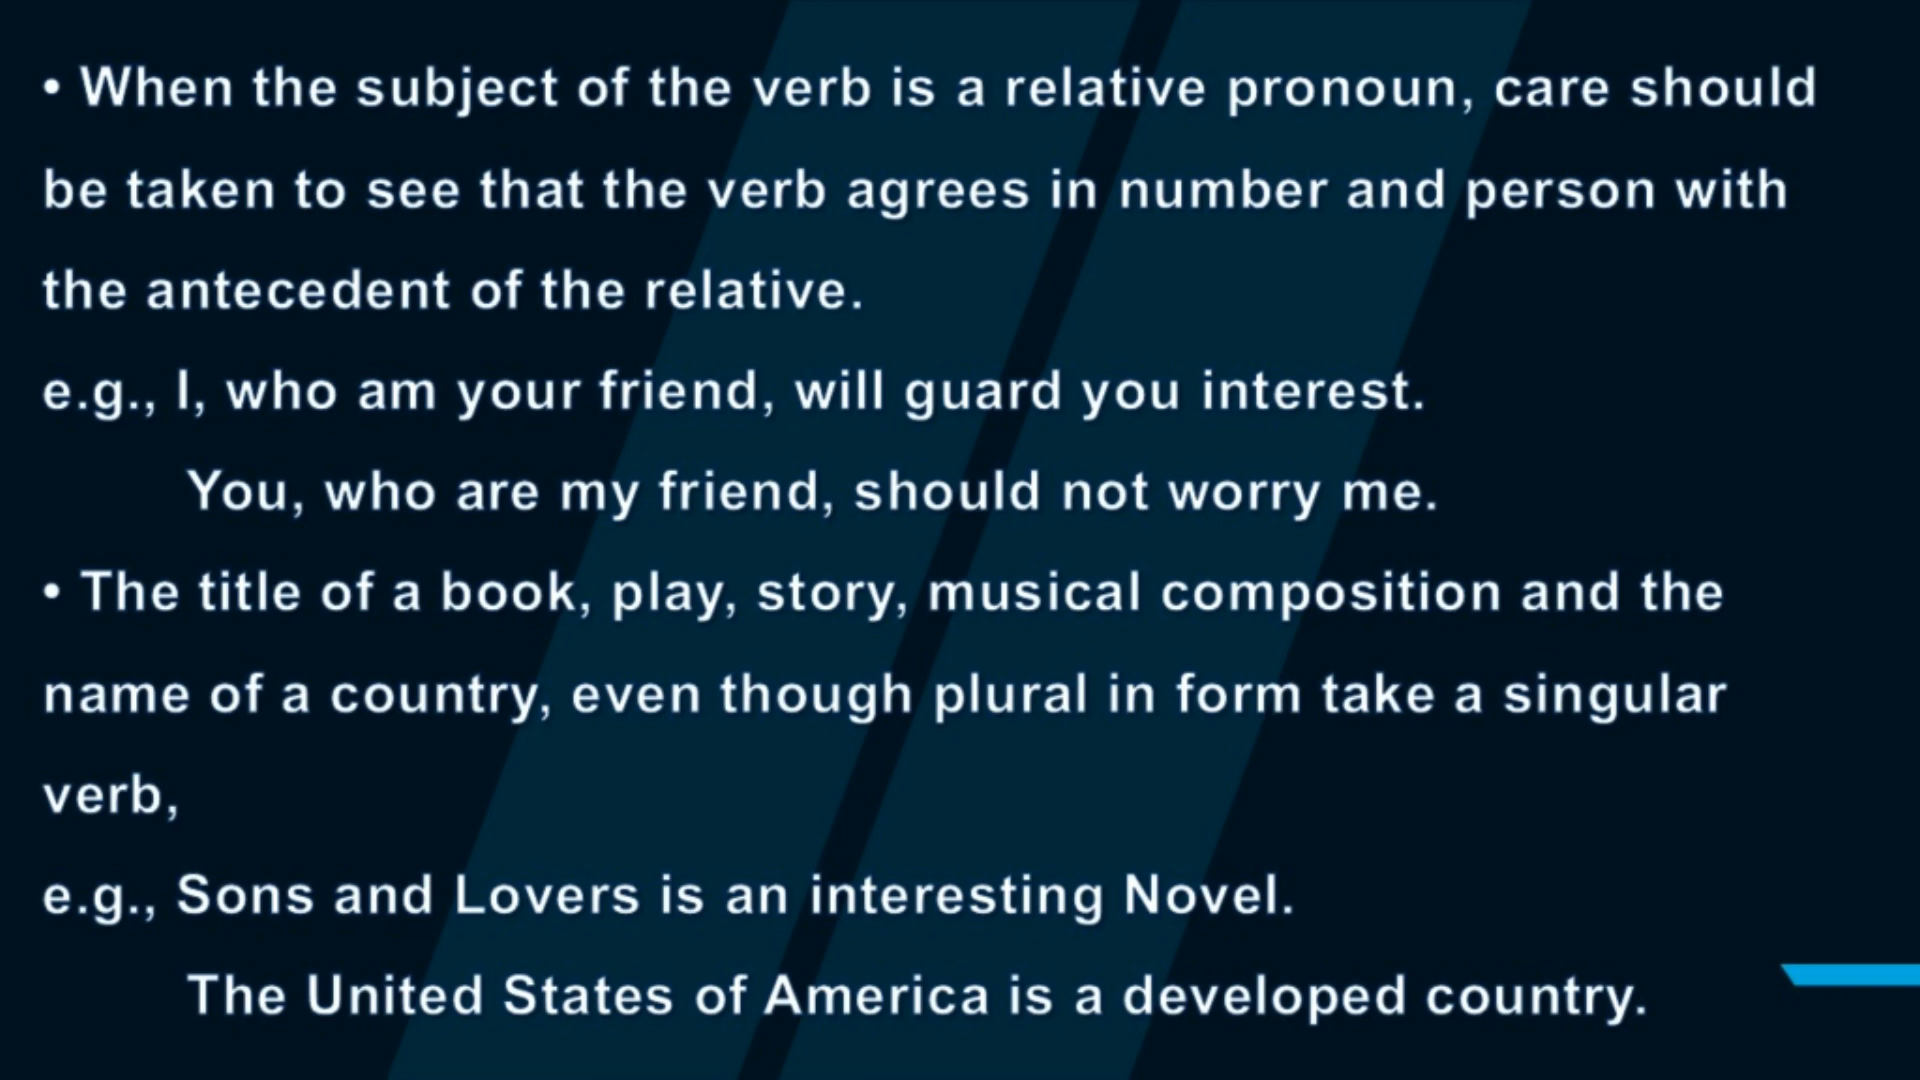 • When the subject of the verb is a relative pronoun, care should
be taken to see that the verb agrees in number and person with
the antecedent of the relative.
e.g., I, who am your friend, will guard you interest.
You, who are my friend, should not worry me.
• The title of a book, play, story, musical composition and the
name of a country, even though plural in form take a singular
verb,
e.g., Sons and Lovers is an interesting Novel.
The United States of America is a developed country.